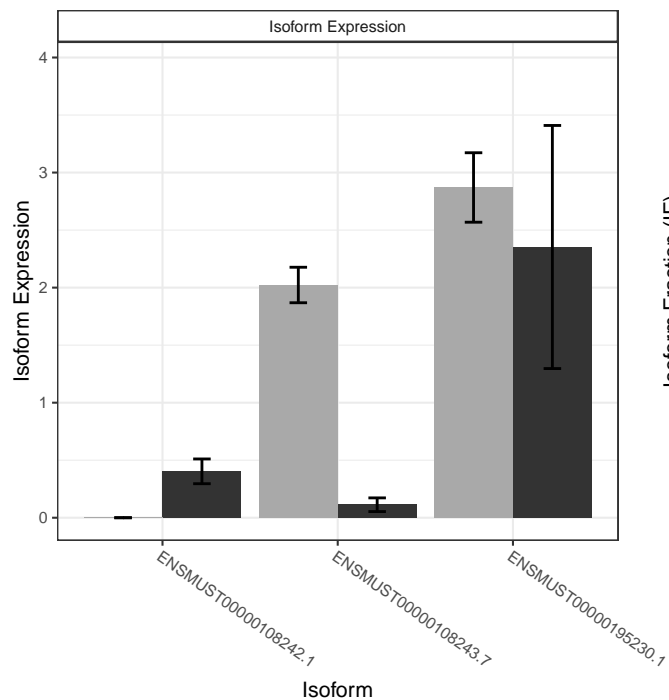 Isoform Expression
4
3
2
1
0
Isoform Expression
ENSMUST00000108242.1
ENSMUST00000108243.7
ENSMUST00000195230.1
Isoform